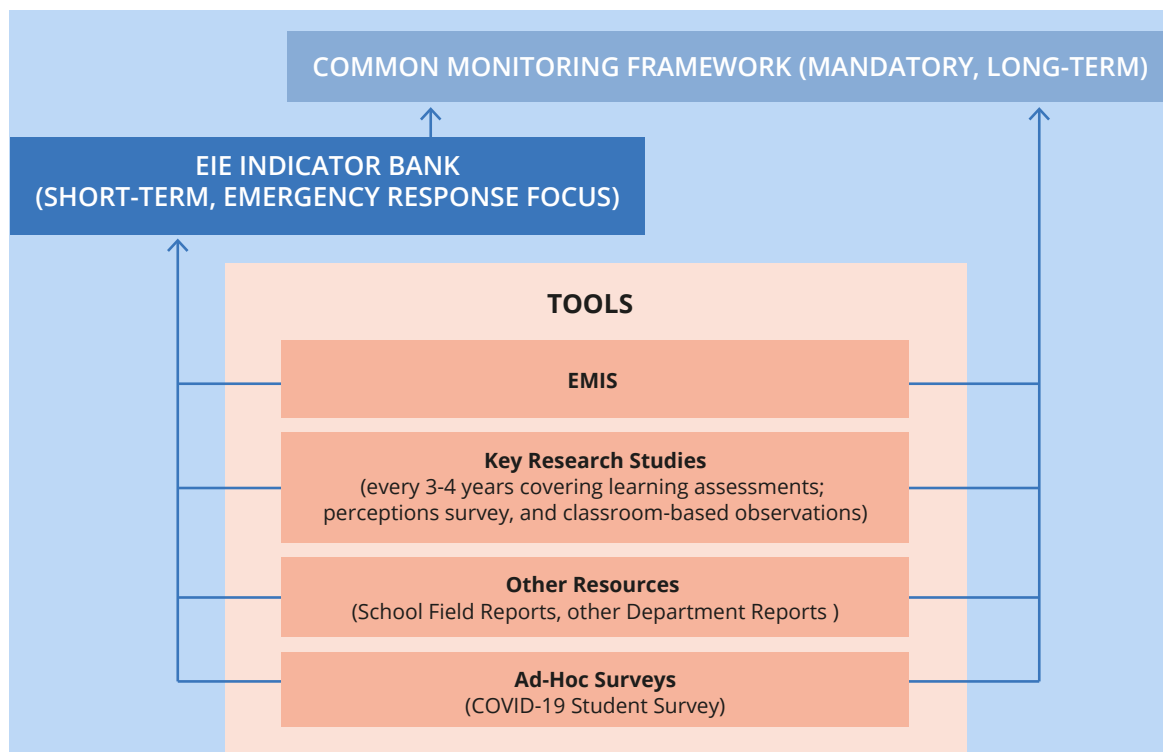 COMMON MONITORING FRAMEWORK (MANDATORY, LONG-TERM)
EIE INDICATOR BANK
(SHORT-TERM, EMERGENCY RESPONSE FOCUS)
TOOLS
EMIS
Key Research Studies
(every 3-4 years covering learning assessments;
perceptions survey, and classroom-based observations)
Other Resources
(School Field Reports, other Department Reports )
Ad-Hoc Surveys
(COVID-19 Student Survey)